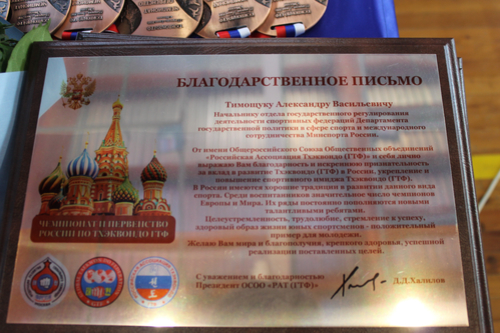 БЛАГОДАРСТВЕННОЕ ПИСЬМО
Тимощуку Александру Васильевичу
Начальнику отдела государственного регулирования
деятельности спортивных федераций Департамента
государственной политики в сфере спорта и международного
сотрудничества Минспорта России.
От имени Общероссийского Союза Общественных объединений
«Российская Ассоциация Тхэквондо (ГТФ)» и себя лично
выражаю Вам благодарность и искреннюю признательность
за вклад в развитие Тхэквондо (ГТФ) в России, укрепление и
повышение спортивного имиджа Тхэквондо (ГТФ).
В России имеются хорошие традиции в развитии данного вида
спорта. Среди воспитанников значительное число чемпионов
Европы и Мира. Их ряды постоянно пополняются новыми
талантливыми ребятами.
Целеустремленность, трудолюбие, стремление к успеху,
здоровый образ жизни юных спортсменов - положительный
пример для молодежи.
Желаю Вам мира и благополучия, крепкого здоровья, успешной
реализации поставленных целей.
С уважением и благодарностью
Президент ОСОО «РАТ (ГТФ)»
Д.Д.Халилов
ЧЕМПИОНАТ И ПЕРВЕНСТВО
РОССИИ ПО ТХЭКВОНДО ГТФ